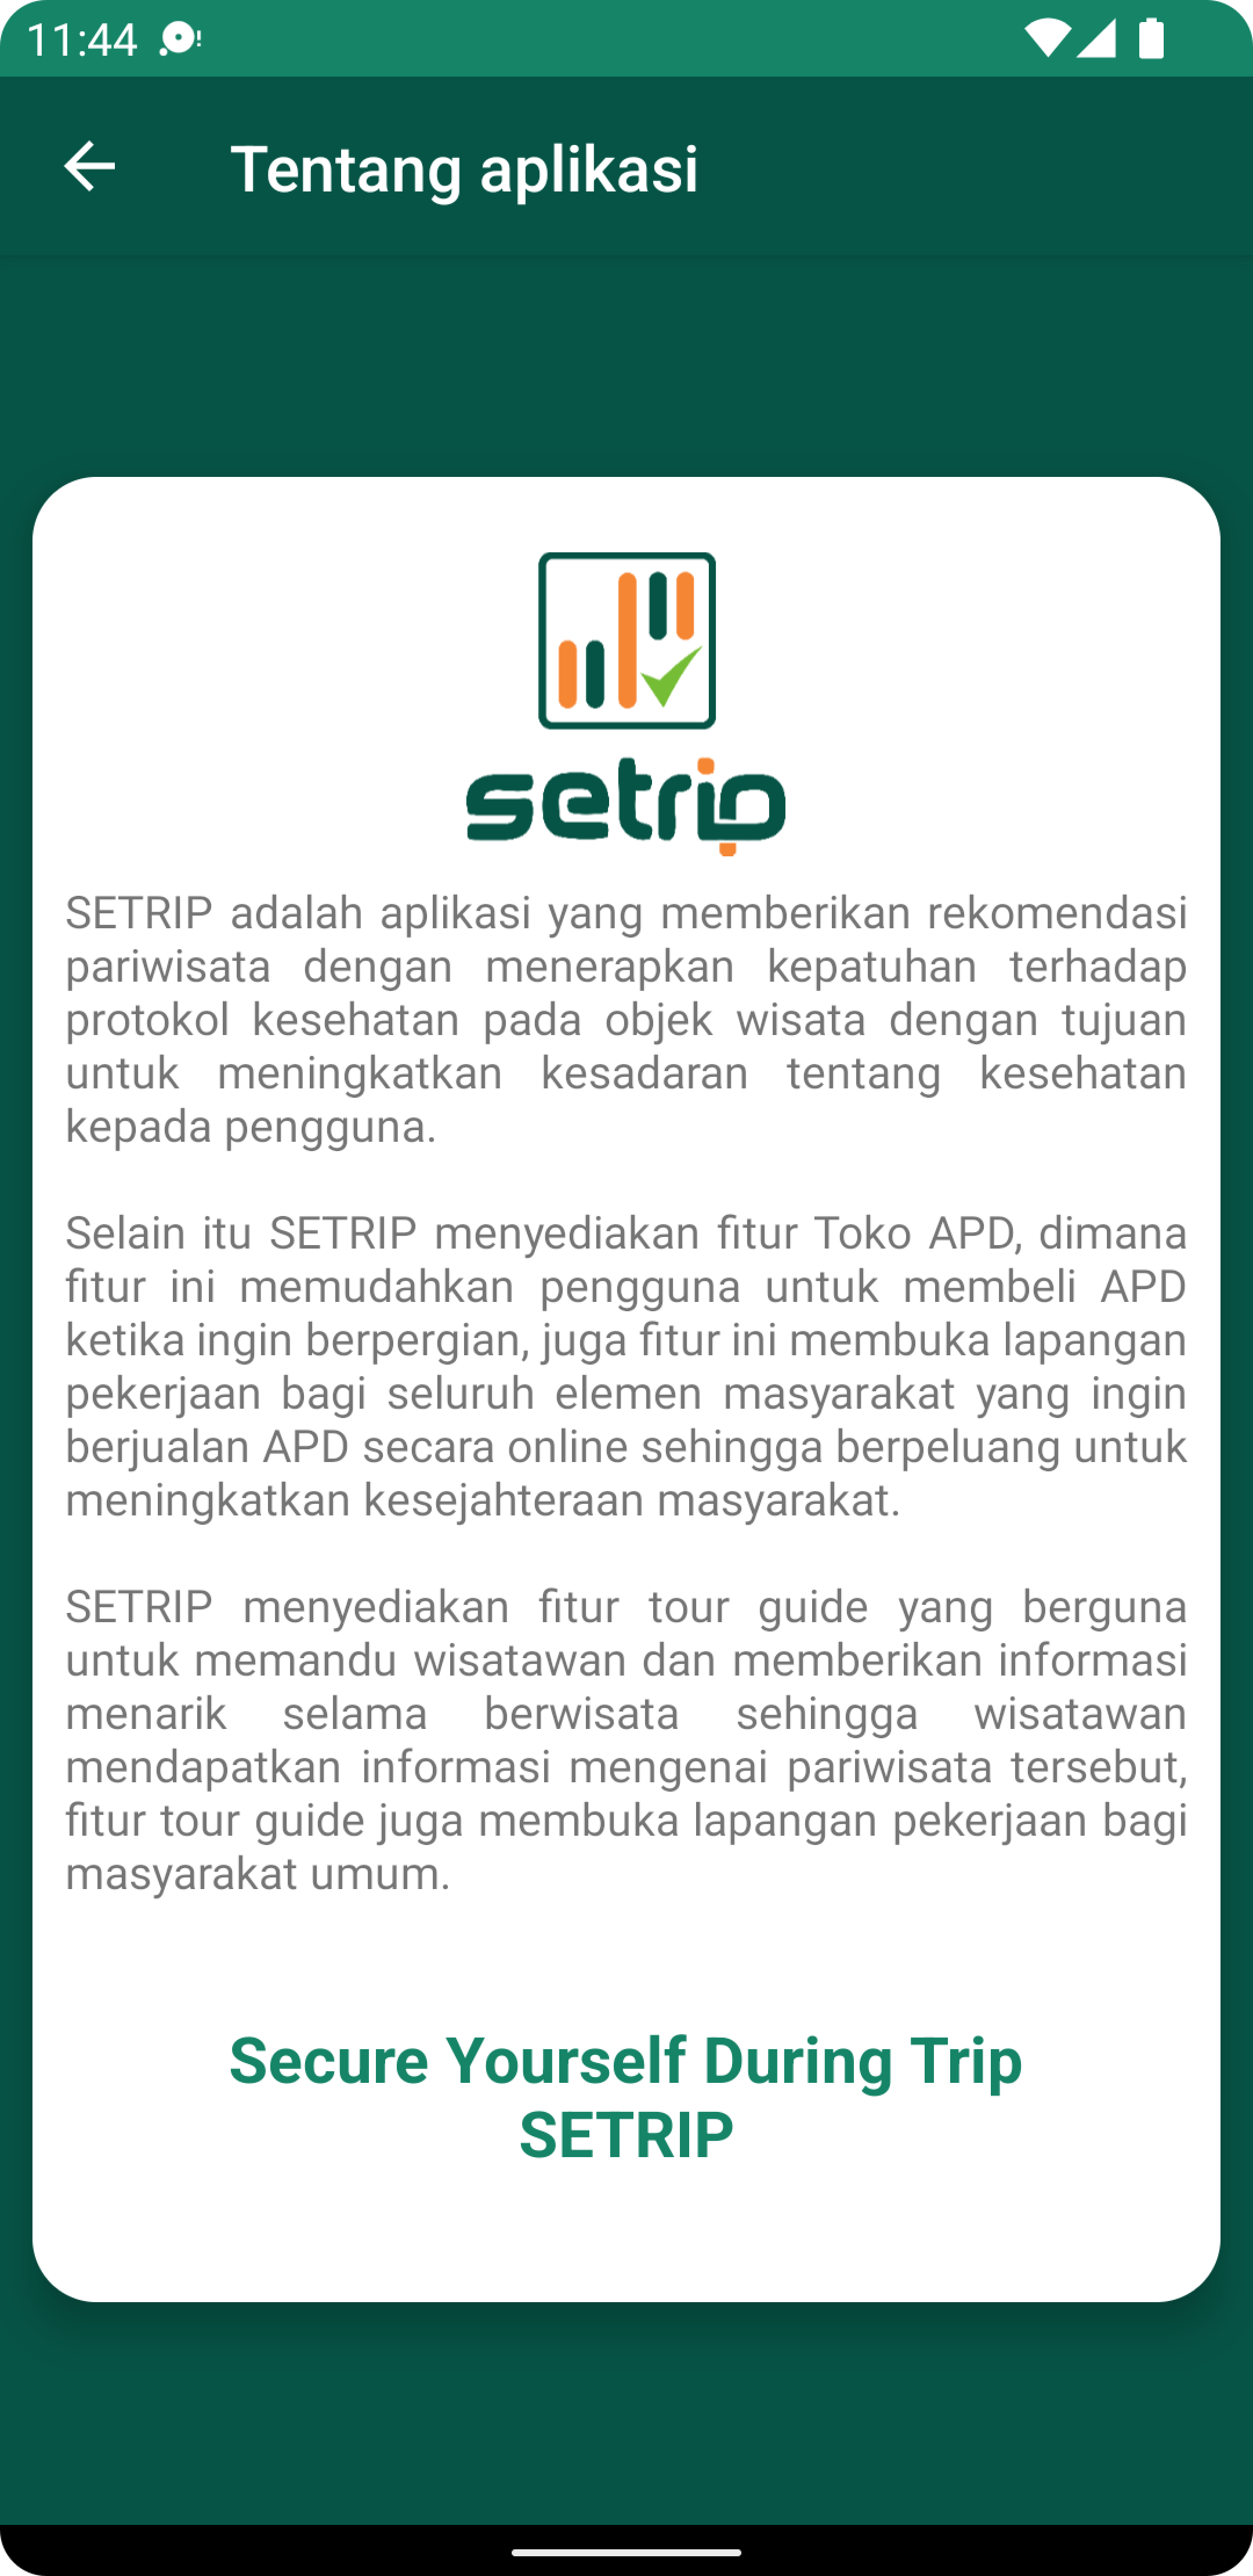 11:44
Tentang aplikasi
setrip
SETRIP adalah aplikasi yang memberikan rekomendasi
pariwisata dengan menerapkan kepatuhan terhadap
protokol kesehatan pada objek wisata dengan tujuan
untuk meningkatkan kesadaran tentang kesehatan
kepada pengguna.
Selain itu SETRIP menyediakan fitur Toko APD, dimana
fitur ini memudahkan pengguna untuk membeli APD
ketika ingin berpergian, juga fitur ini membuka lapangan
pekerjaan bagi seluruh elemen masyarakat yang ingin
berjualan APD secara online sehingga berpeluang untuk
meningkatkan kesejahteraan masyarakat.
SETRIP menyediakan fitur tour guide yang berguna
untuk memandu wisatawan dan memberikan informasi
menarik selama berwisata sehingga wisatawan
mendapatkan informasi mengenai pariwisata tersebut,
fitur tour guide juga membuka lapangan pekerjaan bagi
masyarakat umum.
Secure Yourself During Trip
SETRIP